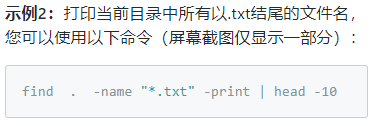 示例2：打印当前目录中所有以.txt结尾的文件名，
您可以使用以下命令（屏幕截图仅显示一部分）：
find  .  -name "*.txt" -print | head -10